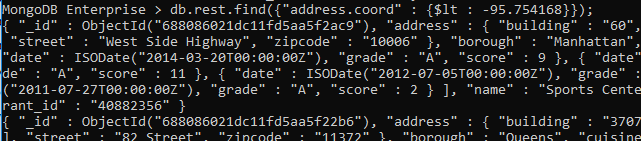 MongoDB Enterprise > db.rest.find({"address.coord" : {$lt : -95.754168}});
{ "_id" : ObjectId("688086021dc11fd5aa5f2ac9"), "address" : { "building" : "60",
"street" : "West Side Highway", "zipcode" : "10006" }, "borough" : "Manhattan",
"date" : ISODate("2014-03-20T00:00:00Z"), "grade" : "A", "score" : 9 }, { "date"
de" : "A", "score" : 11 }, { "date" : ISODate("2012-07-05T00:00:00Z"), "grade" :
("2011-07-27T00:00:00Z"), "grade" : "A", "score" : 2 } ], "name" : "Sports Cente
rant_id" : "40882356" }
{ "_id" : ObjectId("688086021dc11fd5aa5f22b6"), "address" : { "building" : "3707
], "street" : "82 Street", "zipcode" : "11372" }, "borough" : "Queens", "cuisine